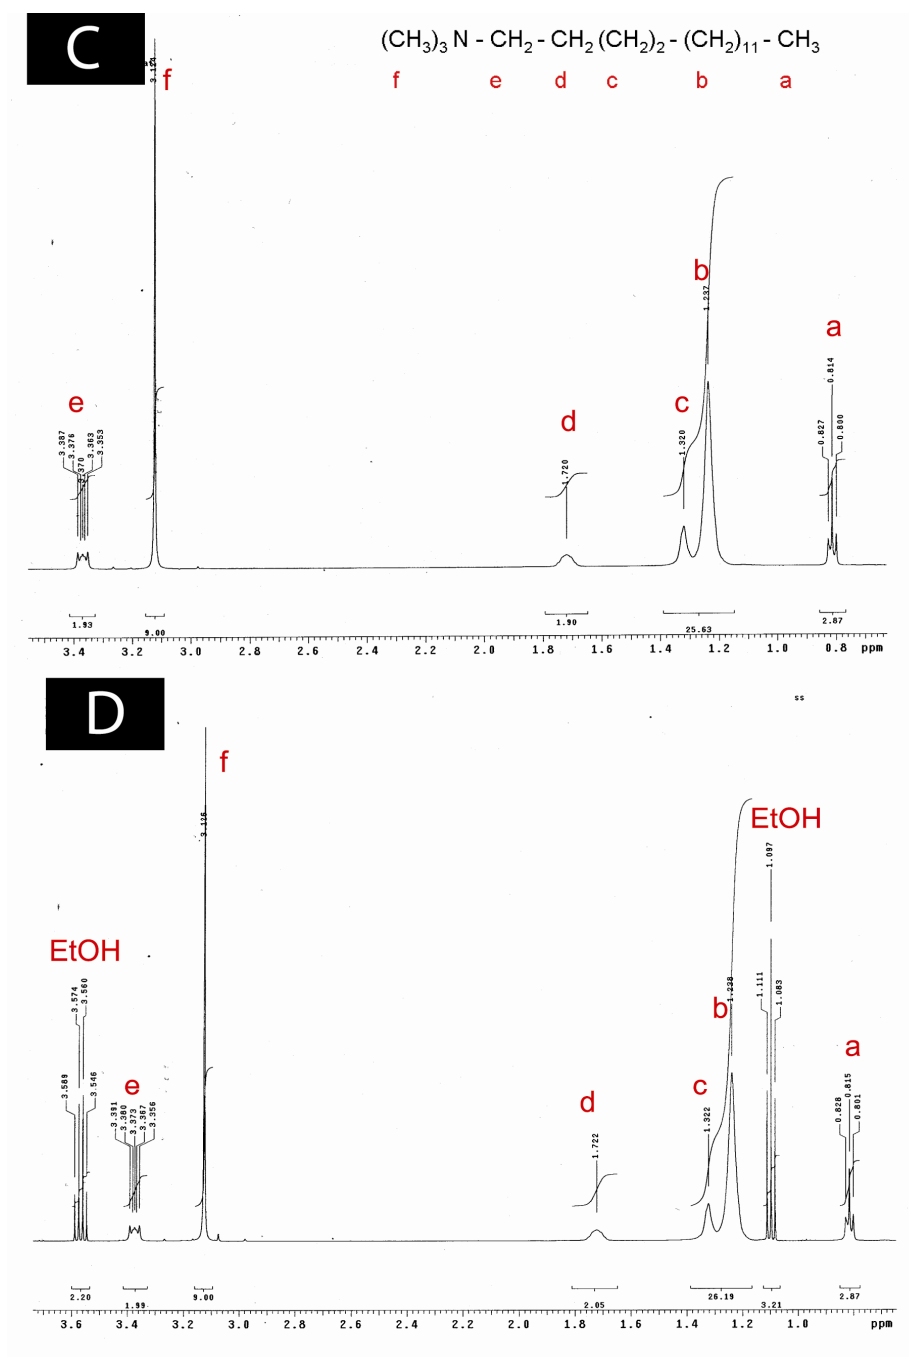 C
(CH₃)₃ N - CH₂ - CH₂ (CH₂)₂ - (CH₂)₁₁ - CH₃
f e d c b a
3.124
f
b
1.237
a
0.814
e
c
d
3.387
3.376
3.370
3.363
3.353
1.720
1.320
0.827
0.800
1.93
9.00
1.90
25.63
2.87
3.4 3.2 3.0 2.8 2.6 2.4 2.2 2.0 1.8 1.6 1.4 1.2 1.0 0.8 ppm
D
ss
f
EtOH
3.126
1.097
EtOH
3.574
3.560
1.238
b
1.111
1.083
a
3.589
3.546
e
c
d
3.391
3.380
3.373
3.367
3.356
1.722
1.322
0.828
0.815
0.801
2.20
1.99
9.00
2.05
26.19
3.21
2.87
3.6 3.4 3.2 3.0 2.8 2.6 2.4 2.2 2.0 1.8 1.6 1.4 1.2 1.0 ppm